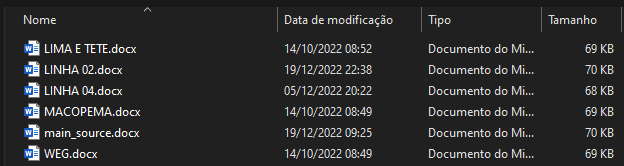 Nome Data de modificação Tipo Tamanho
LIMA E TETE.docx 14/10/2022 08:52 Documento do Mi... 69 KB
LINHA 02.docx 19/12/2022 22:38 Documento do Mi... 70 KB
LINHA 04.docx 05/12/2022 20:22 Documento do Mi... 68 KB
MACOPEMA.docx 14/10/2022 08:49 Documento do Mi... 69 KB
main_source.docx 19/12/2022 09:25 Documento do Mi... 70 KB
WEG.docx 14/10/2022 08:49 Documento do Mi... 69 KB